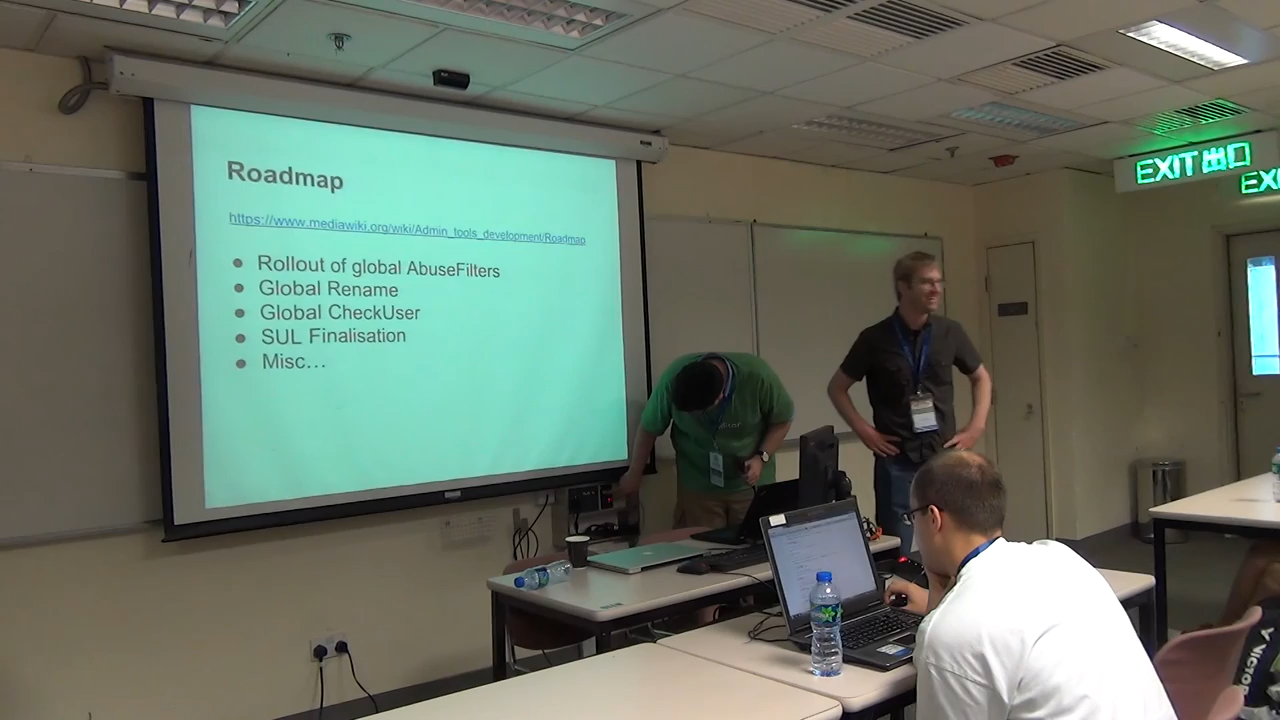 Roadmap
https://www.mediawiki.org/wiki/Admin_tools_development/Roadmap
Rollout of global AbuseFilters
Global Rename
Global CheckUser
SUL Finalisation
Misc…
EXIT 出口
EX